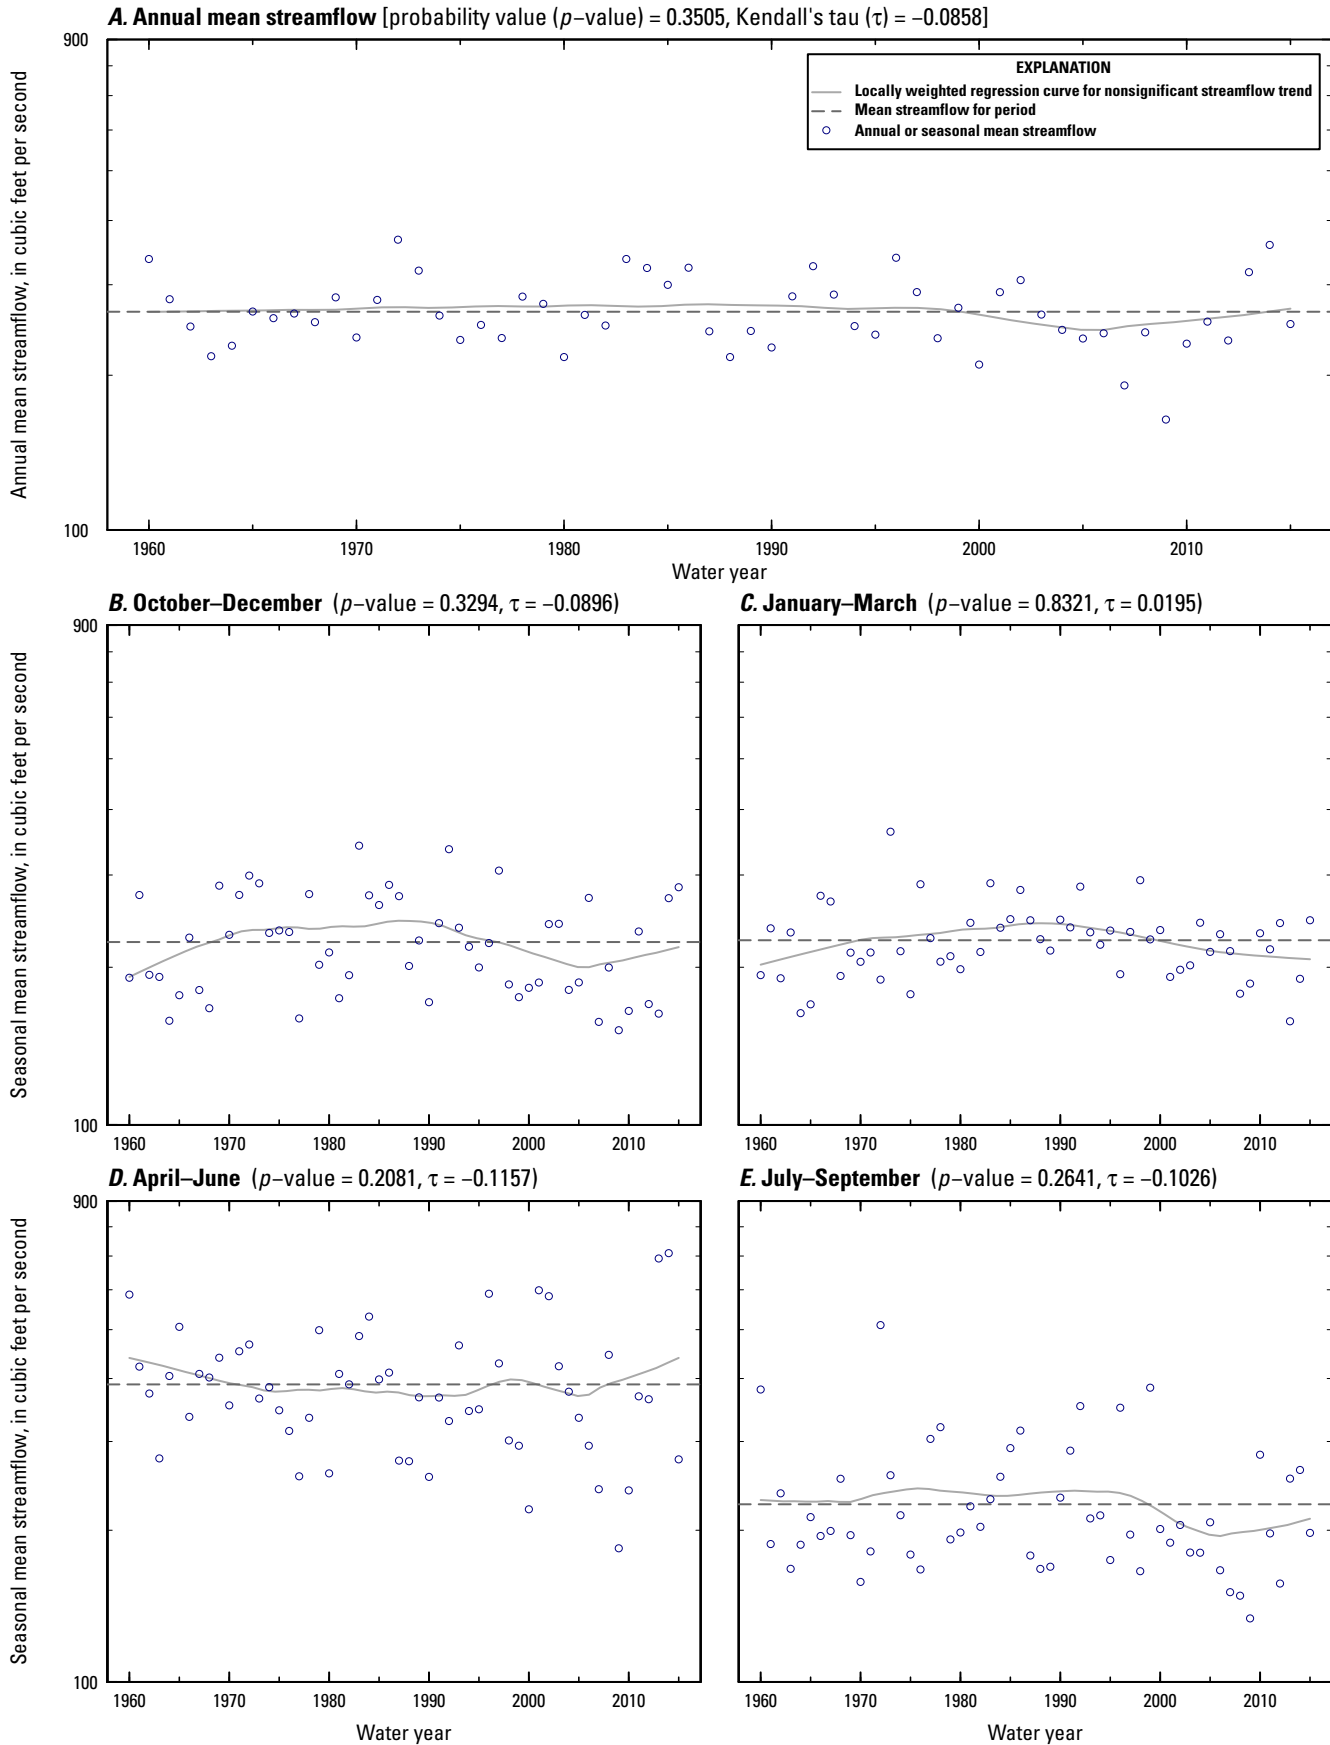 A. Annual mean streamflow [probability value (p−value) = 0.3505, Kendall's tau (τ) = −0.0858]
900
EXPLANATION
Locally weighted regression curve for nonsignificant streamflow trend
Mean streamflow for period
Annual or seasonal mean streamflow
Annual mean streamflow, in cubic feet per second
100
1960 1970 1980 1990 2000 2010
Water year
B. October–December (p−value = 0.3294, τ = −0.0896)
C. January–March (p−value = 0.8321, τ = 0.0195)
900
Seasonal mean streamflow, in cubic feet per second
100
1960 1970 1980 1990 2000 2010
1960 1970 1980 1990 2000 2010
D. April–June (p−value = 0.2081, τ = −0.1157)
E. July–September (p−value = 0.2641, τ = −0.1026)
900
Seasonal mean streamflow, in cubic feet per second
100
1960 1970 1980 1990 2000 2010
1960 1970 1980 1990 2000 2010
Water year
Water year